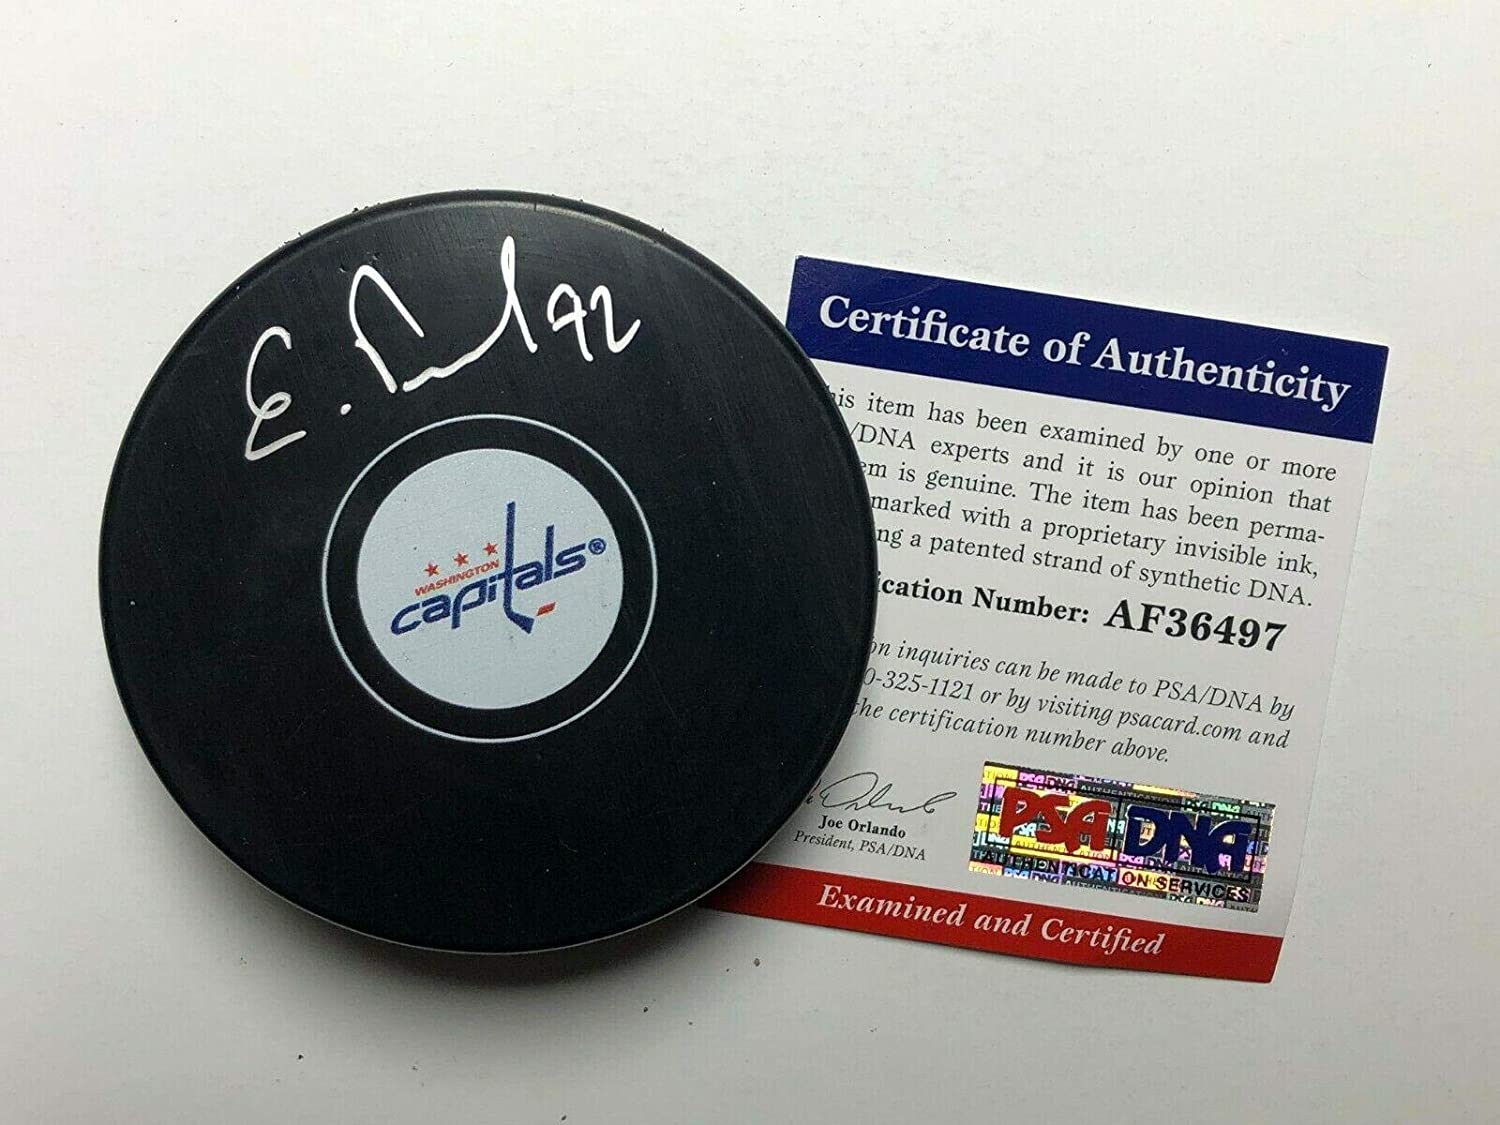 E. 92
WASHINGTON
capitals®
Certificate of Authenticity
his item has been examined by one or more
/DNA experts and it is our opinion that
em is genuine. The item has been perma-
marked with a proprietary invisible ink,
ng a patented strand of synthetic DNA.
ication Number: AF36497
on inquiries can be made to PSA/DNA by
0-325-1121 or by visiting psacard.com and
the certification number above.
Joe Orlando
President, PSA/DNA
PSA DNA
AUTHENTICATION SERVICES
Examined and Certified